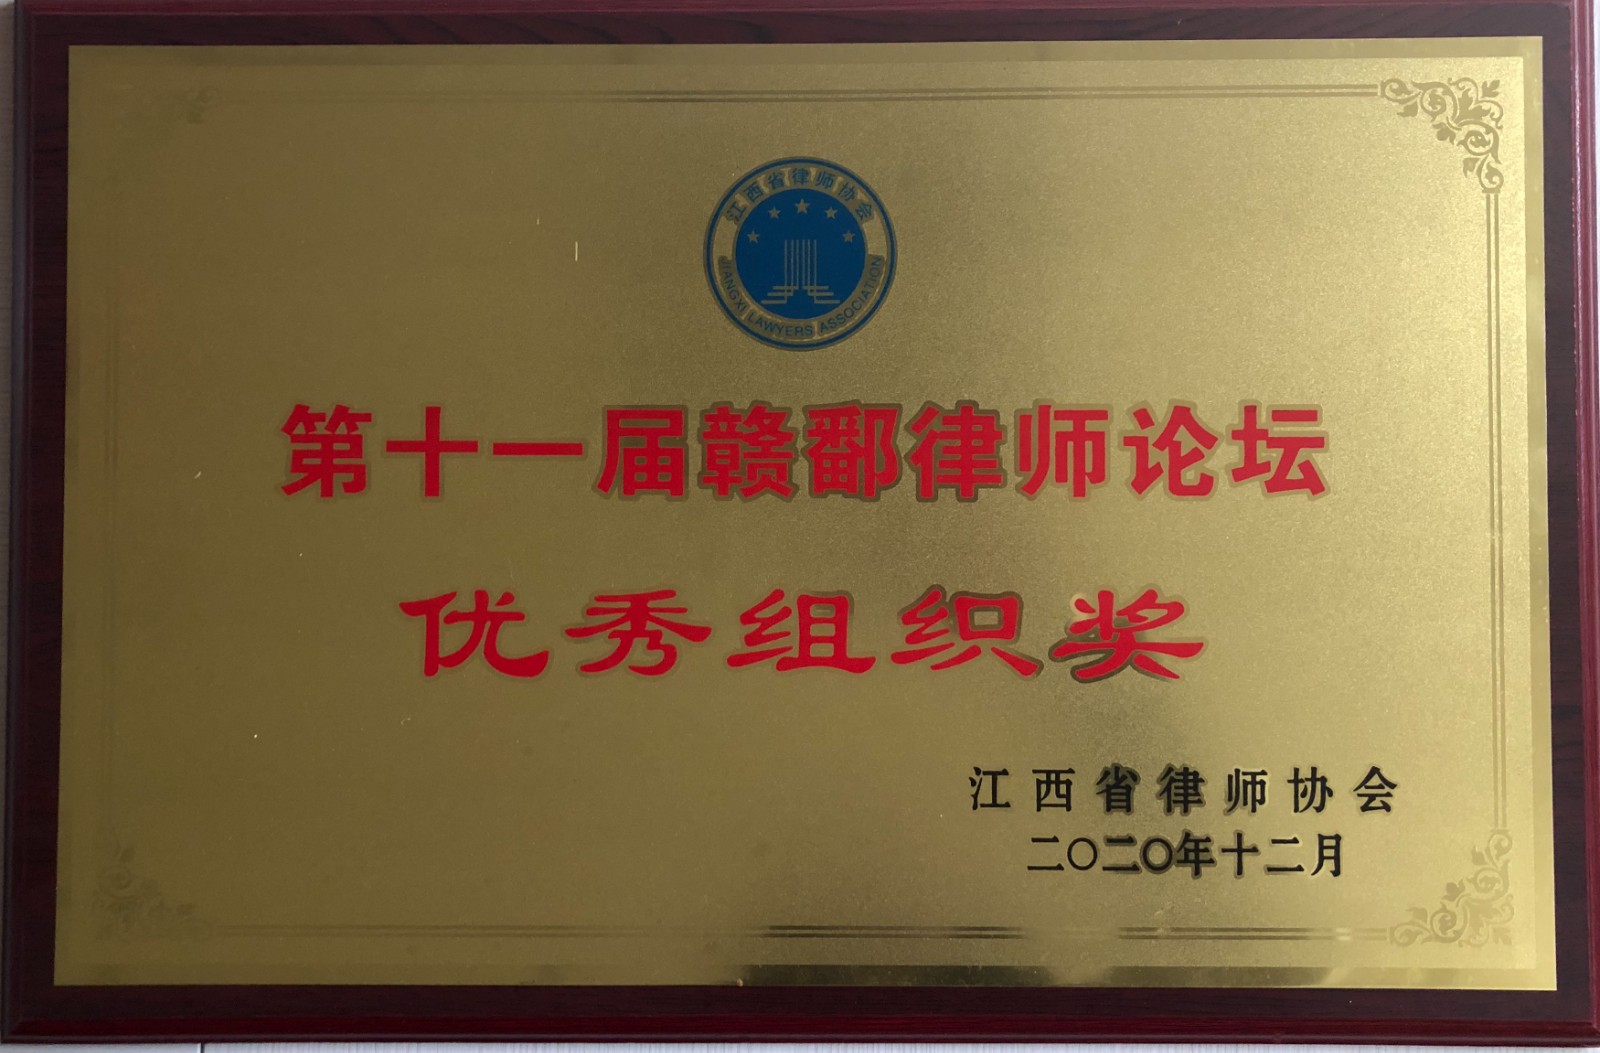 江西省律师协会
JIANGXI LAWYERS ASSOCIATION
第十一届赣鄱律师论坛
优秀组织奖
江西省律师协会
二〇二〇年十二月